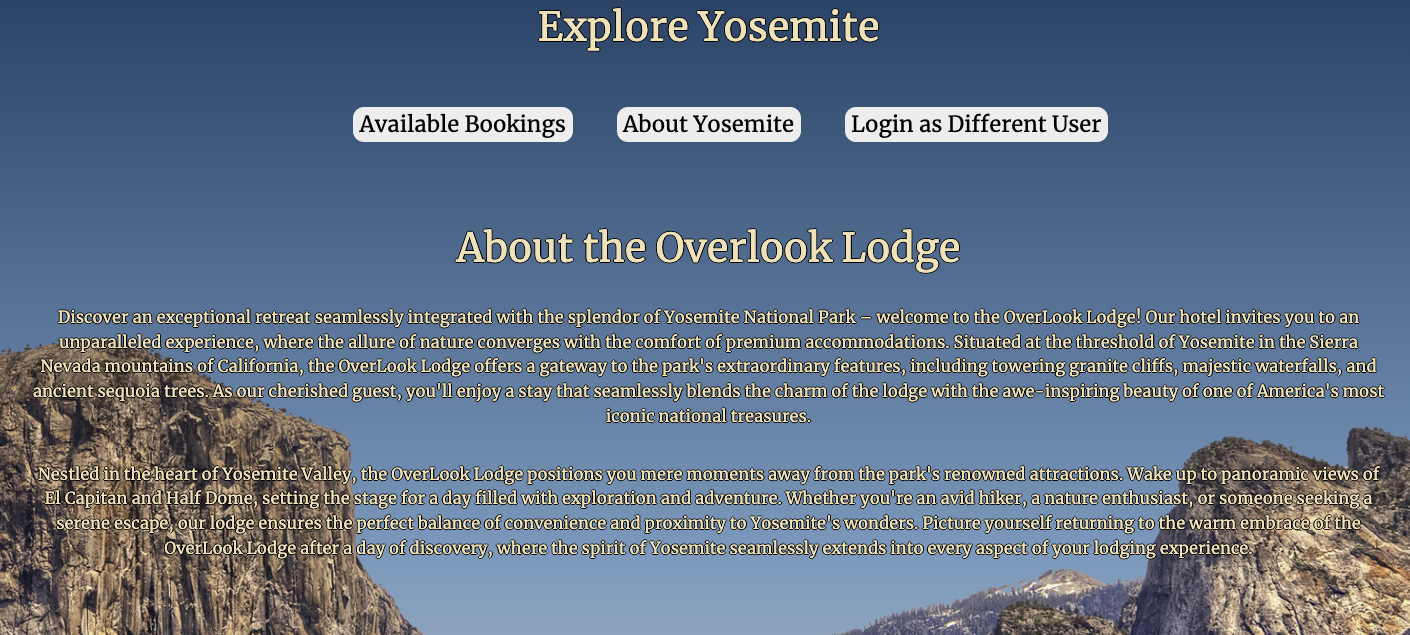 Explore Yosemite
Available Bookings
About Yosemite
Login as Different User
About the Overlook Lodge
Discover an exceptional retreat seamlessly integrated with the splendor of Yosemite National Park – welcome to the OverLook Lodge! Our hotel invites you to an
unparalleled experience, where the allure of nature converges with the comfort of premium accommodations. Situated at the threshold of Yosemite in the Sierra
Nevada mountains of California, the OverLook Lodge offers a gateway to the park's extraordinary features, including towering granite cliffs, majestic waterfalls, and
ancient sequoia trees. As our cherished guest, you'll enjoy a stay that seamlessly blends the charm of the lodge with the awe-inspiring beauty of one of America's most
iconic national treasures.
Nestled in the heart of Yosemite Valley, the OverLook Lodge positions you mere moments away from the park's renowned attractions. Wake up to panoramic views of
El Capitan and Half Dome, setting the stage for a day filled with exploration and adventure. Whether you're an avid hiker, a nature enthusiast, or someone seeking a
serene escape, our lodge ensures the perfect balance of convenience and proximity to Yosemite's wonders. Picture yourself returning to the warm embrace of the
OverLook Lodge after a day of discovery, where the spirit of Yosemite seamlessly extends into every aspect of your lodging experience.